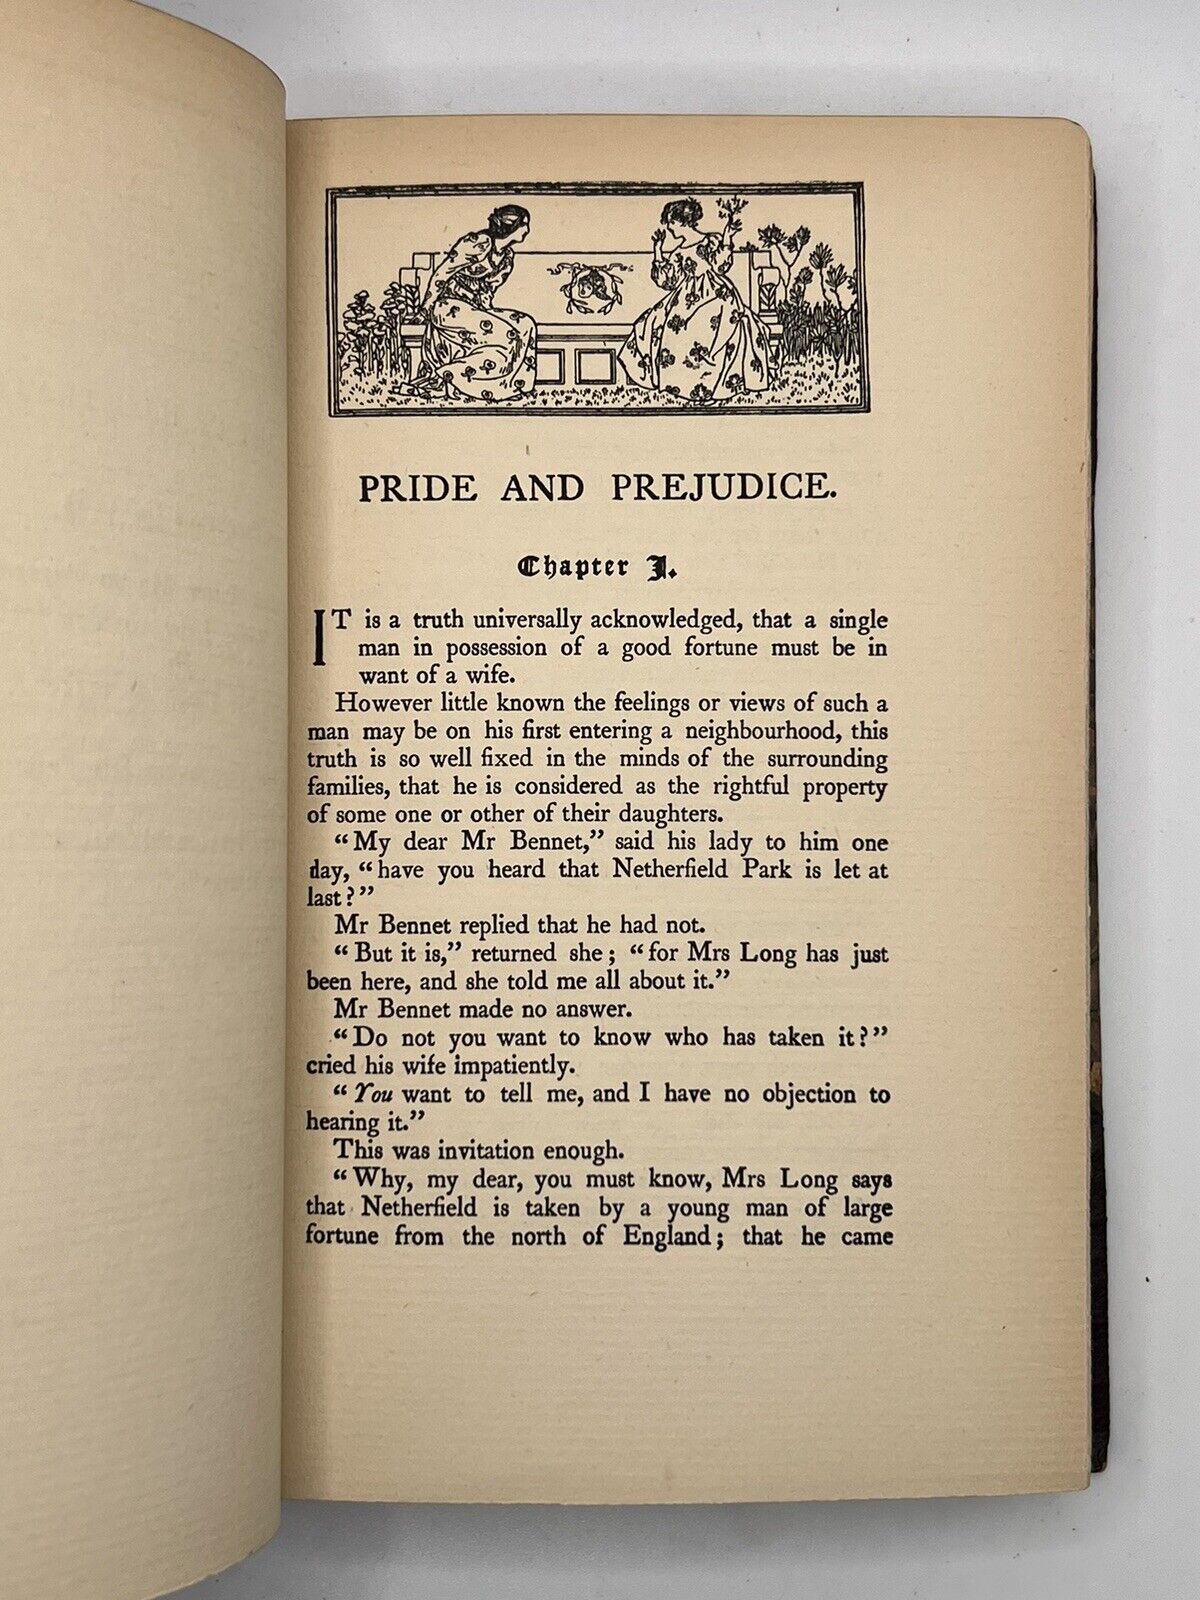 PRIDE AND PREJUDICE.
Chapter I.
IT is a truth universally acknowledged, that a single
man in possession of a good fortune must be in
want of a wife.
However little known the feelings or views of such a
man may be on his first entering a neighbourhood, this
truth is so well fixed in the minds of the surrounding
families, that he is considered as the rightful property
of some one or other of their daughters.
“My dear Mr Bennet,” said his lady to him one
day, “have you heard that Netherfield Park is let at
last?”
Mr Bennet replied that he had not.
“But it is,” returned she; “for Mrs Long has just
been here, and she told me all about it.”
Mr Bennet made no answer.
“Do not you want to know who has taken it?”
cried his wife impatiently.
“You want to tell me, and I have no objection to
hearing it.”
This was invitation enough.
“Why, my dear, you must know, Mrs Long says
that Netherfield is taken by a young man of large
fortune from the north of England; that he came